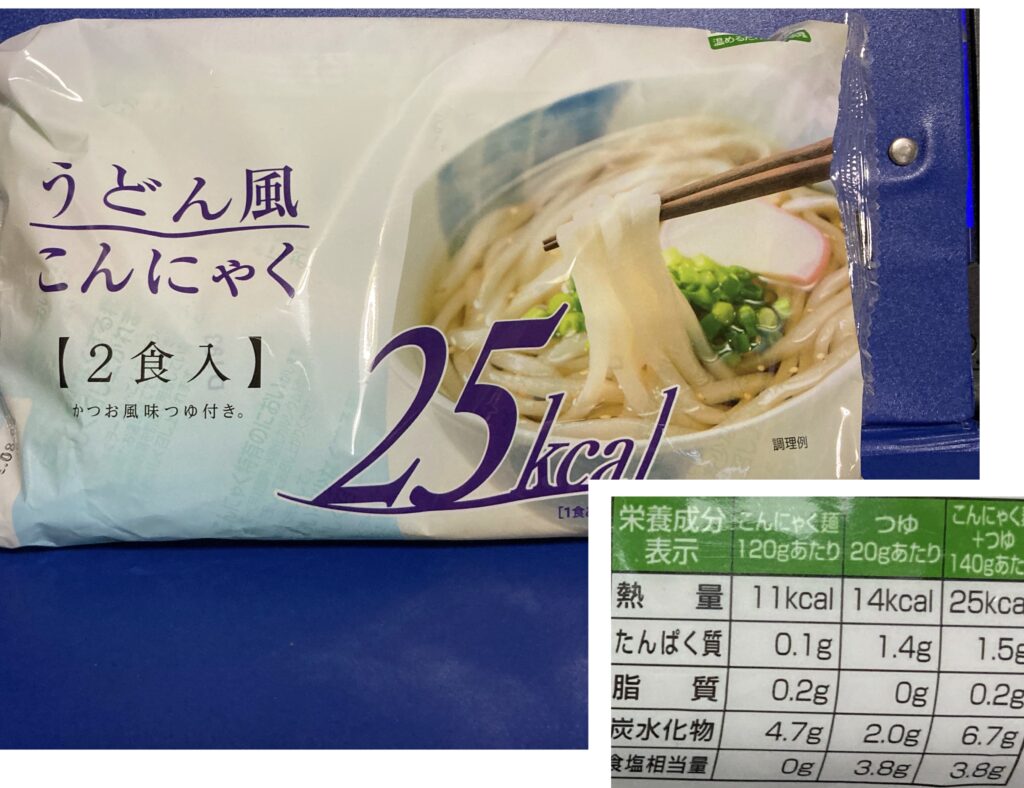 うどん風
こんにゃく
【2食入】
かつお風味つゆ付き。
25kcal
[1食
調理例
栄養成分表示 こんにゃく麺120gあたり つゆ20gあたり こんにゃく +つゆ 140gあた
熱量 11kcal 14kcal 25kca
たんぱく質 0.1g 1.4g 1.5g
脂質 0.2g 0g 0.2g
炭水化物 4.7g 2.0g 6.7g
食塩相当量 0g 3.8g 3.8g